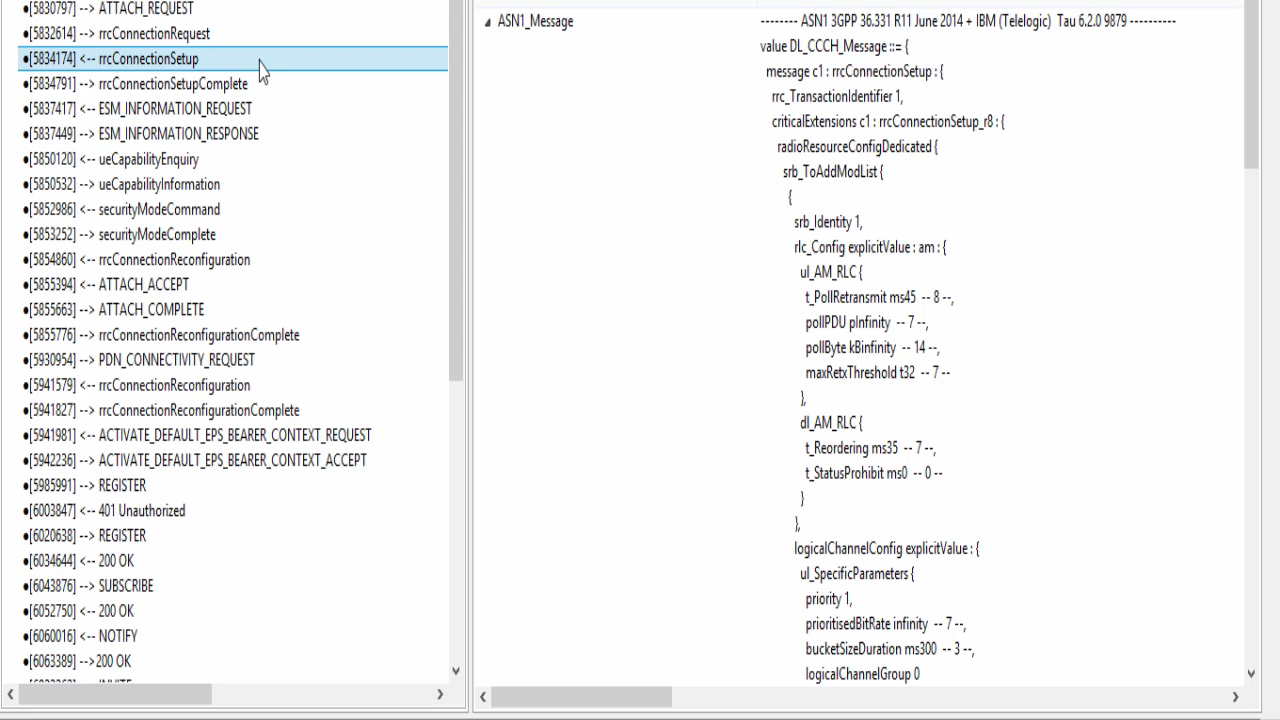 ●[5830797] --> ATTACH_REQUEST
●[5832614] --> rrcConnectionRequest
●[5834174] <-- rrcConnectionSetup
●[5834791] --> rrcConnectionSetupComplete
●[5837417] <-- ESM_INFORMATION_REQUEST
●[5837449] --> ESM_INFORMATION_RESPONSE
●[5850120] <-- ueCapabilityEnquiry
●[5850532] --> ueCapabilityInformation
●[5852986] <-- securityModeCommand
●[5853252] --> securityModeComplete
●[5854860] <-- rrcConnectionReconfiguration
●[5855394] <-- ATTACH_ACCEPT
●[5855663] --> ATTACH_COMPLETE
●[5855776] --> rrcConnectionReconfigurationComplete
●[5930954] --> PDN_CONNECTIVITY_REQUEST
●[5941579] <-- rrcConnectionReconfiguration
●[5941827] --> rrcConnectionReconfigurationComplete
●[5941981] <-- ACTIVATE_DEFAULT_EPS_BEARER_CONTEXT_REQUEST
●[5942236] --> ACTIVATE_DEFAULT_EPS_BEARER_CONTEXT_ACCEPT
●[5985991] --> REGISTER
●[6003847] <-- 401 Unauthorized
●[6020638] --> REGISTER
●[6034644] <-- 200 OK
●[6043876] --> SUBSCRIBE
●[6052750] <-- 200 OK
●[6060016] <-- NOTIFY
●[6063389] -->200 OK
ASN1_Message
-------- ASN1 3GPP 36.331 R11 June 2014 + IBM (Telelogic) Tau 6.2.0 9879 ----------
value DL_CCCH_Message ::= {
message c1 : rrcConnectionSetup : {
rrc_TransactionIdentifier 1,
criticalExtensions c1 : rrcConnectionSetup_r8 : {
radioResourceConfigDedicated {
srb_ToAddModList {
{
srb_Identity 1,
rlc_Config explicitValue : am : {
ul_AM_RLC {
t_PollRetransmit ms45 -- 8 --,
pollPDU pInfinity -- 7 --,
pollByte kBinfinity -- 14 --,
maxRetxThreshold t32 -- 7 --
},
dl_AM_RLC {
t_Reordering ms35 -- 7 --,
t_StatusProhibit ms0 -- 0 --
}
},
logicalChannelConfig explicitValue : {
ul_SpecificParameters {
priority 1,
prioritisedBitRate infinity -- 7 --,
bucketSizeDuration ms300 -- 3 --,
logicalChannelGroup 0